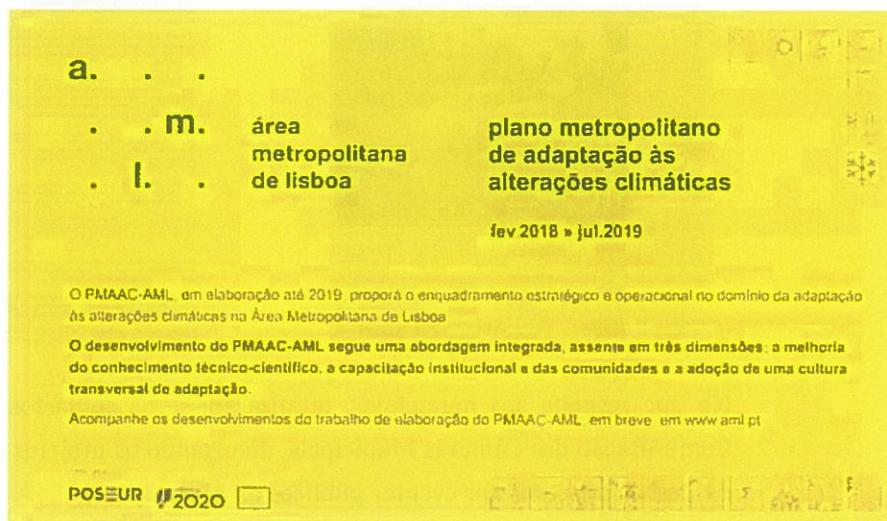 a. . .
. . m.
. l. .
área
metropolitana
de lisboa
plano metropolitano
de adaptação às
alterações climáticas
fev 2018 » jul.2019
O PMAAC-AML, em elaboração até 2019, proporá o enquadramento estratégico e operacional no domínio da adaptação
às alterações climáticas na Área Metropolitana de Lisboa
O desenvolvimento do PMAAC-AML segue uma abordagem integrada, assente em três dimensões: a melhoria
do conhecimento técnico-científico, a capacitação institucional e das comunidades e a adoção de uma cultura
transversal de adaptação.
Acompanhe os desenvolvimentos do trabalho de elaboração do PMAAC-AML, em breve, em www.aml.pt
POSEUR 2020